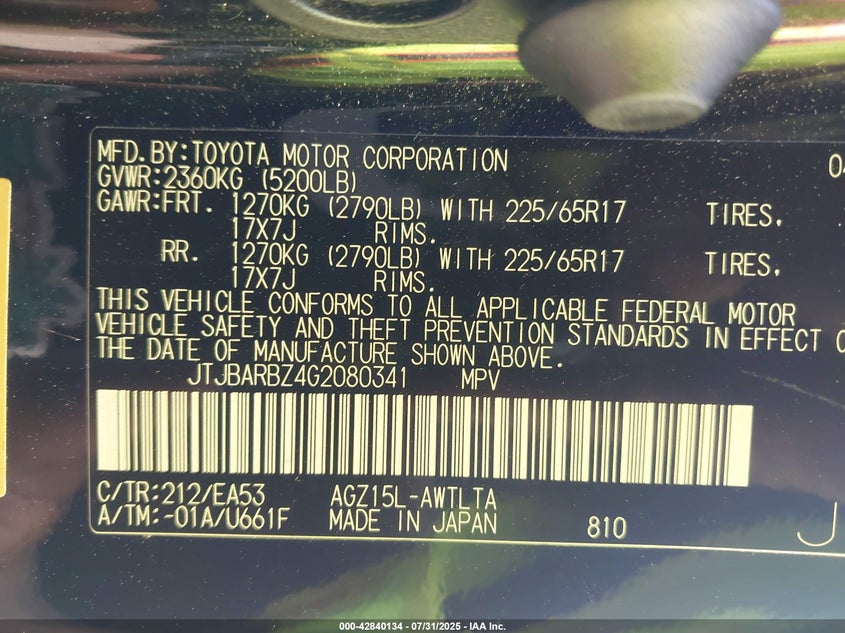 MFD.BY:TOYOTA MOTOR CORPORATION 04
GVWR:2360KG (5200LB)
GAWR:FRT. 1270KG (2790LB) WITH 225/65R17 TIRES.
17X7J RIMS.
RR. 1270KG (2790LB) WITH 225/65R17 TIRES.
17X7J RIMS.
THIS VEHICLE CONFORMS TO ALL APPLICABLE FEDERAL MOTOR
VEHICLE SAFETY AND THEFT PREVENTION STANDARDS IN EFFECT O
THE DATE OF MANUFACTURE SHOWN ABOVE.
JTJBARBZ4G2080341 MPV
C/TR:212/EA53 AGZ15L-AWTLTA
A/TM:-01A/U661F MADE IN JAPAN 810 J
000-42840134 - 07/31/2025 - IAA Inc.